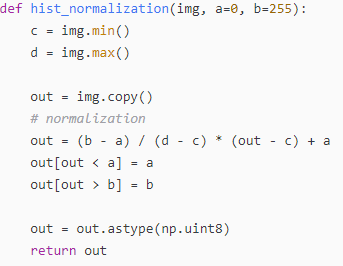 def hist_normalization(img, a=0, b=255):
    c = img.min()
    d = img.max()

    out = img.copy()
    # normalization
    out = (b - a) / (d - c) * (out - c) + a
    out[out < a] = a
    out[out > b] = b

    out = out.astype(np.uint8)
    return out